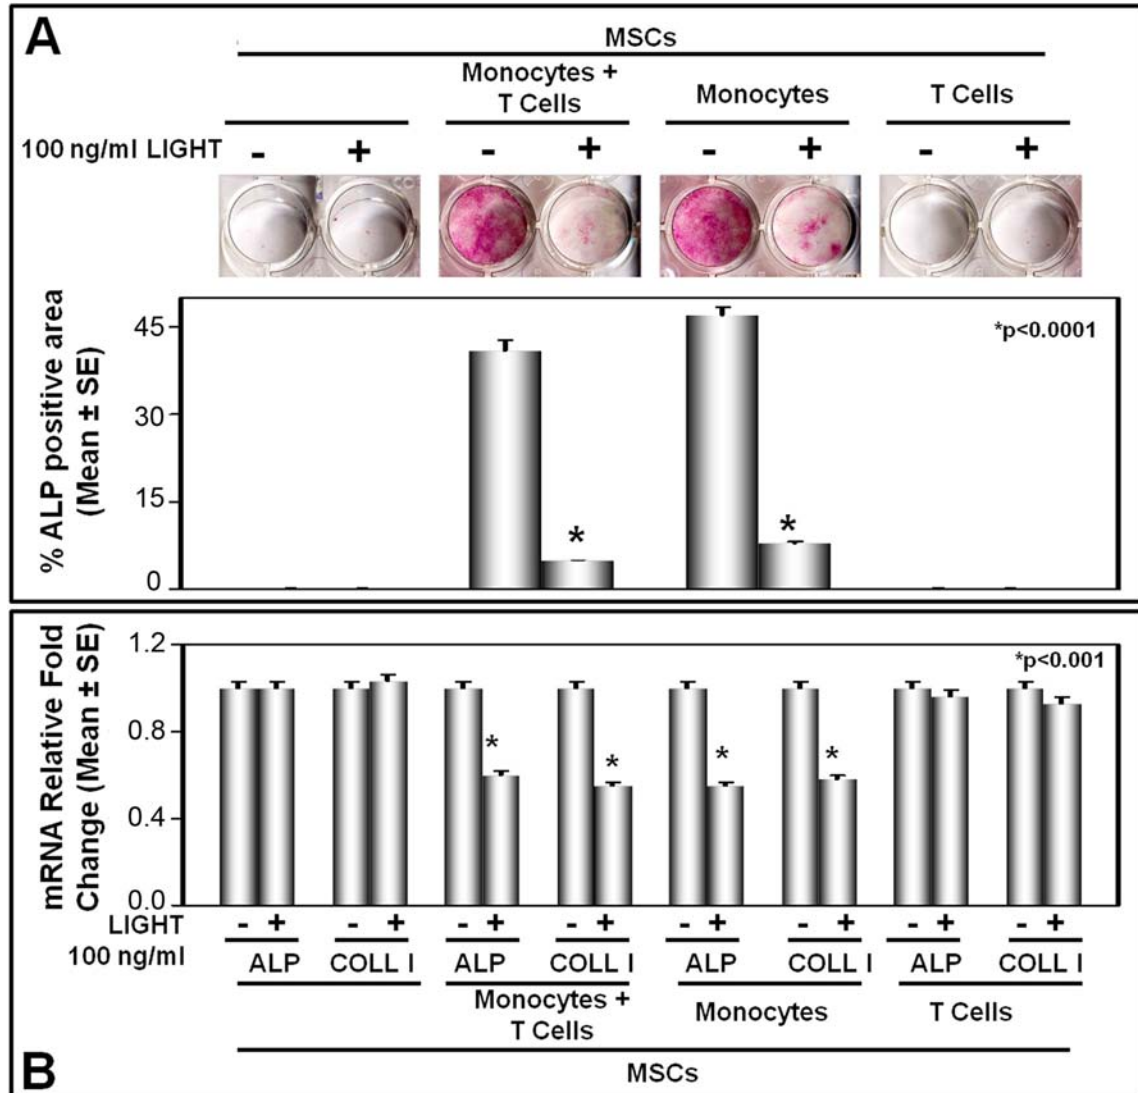 A
MSCs
Monocytes +
T Cells
Monocytes
T Cells
100 ng/ml LIGHT
- + - + - + - +
% ALP positive area
(Mean ± SE)
45
30
15
0
*p<0.0001
*
*
mRNA Relative Fold
Change (Mean ± SE)
1.2
0.8
0.4
0.0
*p<0.001
*
*
*
*
LIGHT
100 ng/ml
- + - + - + - + - + - + - + - +
ALP COLL I ALP COLL I ALP COLL I ALP COLL I
Monocytes +
T Cells
Monocytes
T Cells
MSCs
B